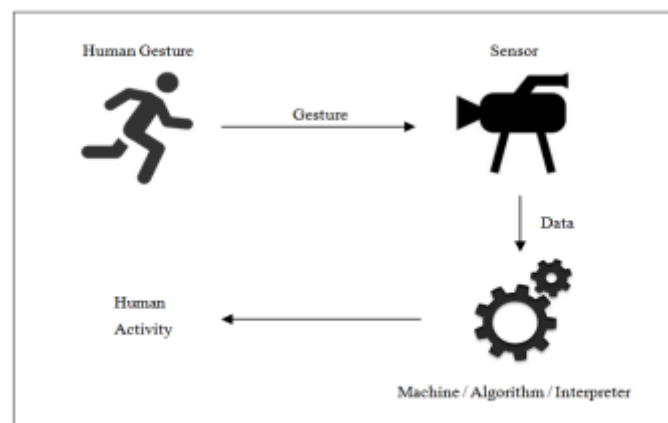 Human Gesture
Sensor
Gesture
Data
Human
Activity
Machine / Algorithm / Interpreter